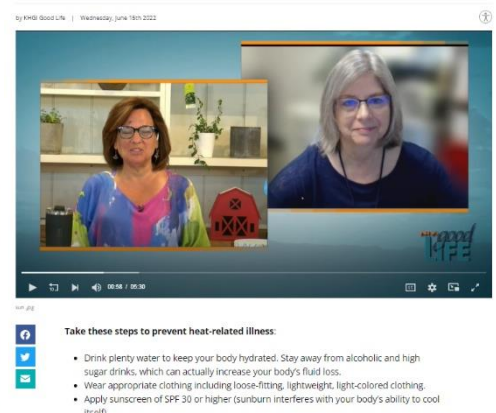 by KHGI Good Life | Wednesday, June 15th 2022
good
LIFE
00:58 / 05:30
Take these steps to prevent heat-related illness:
Drink plenty water to keep your body hydrated. Stay away from alcoholic and high
sugar drinks, which can actually increase your body's fluid loss.
Wear appropriate clothing including loose-fitting, lightweight, light-colored clothing.
Apply sunscreen of SPF 30 or higher (sunburn interferes with your body's ability to cool
itself)